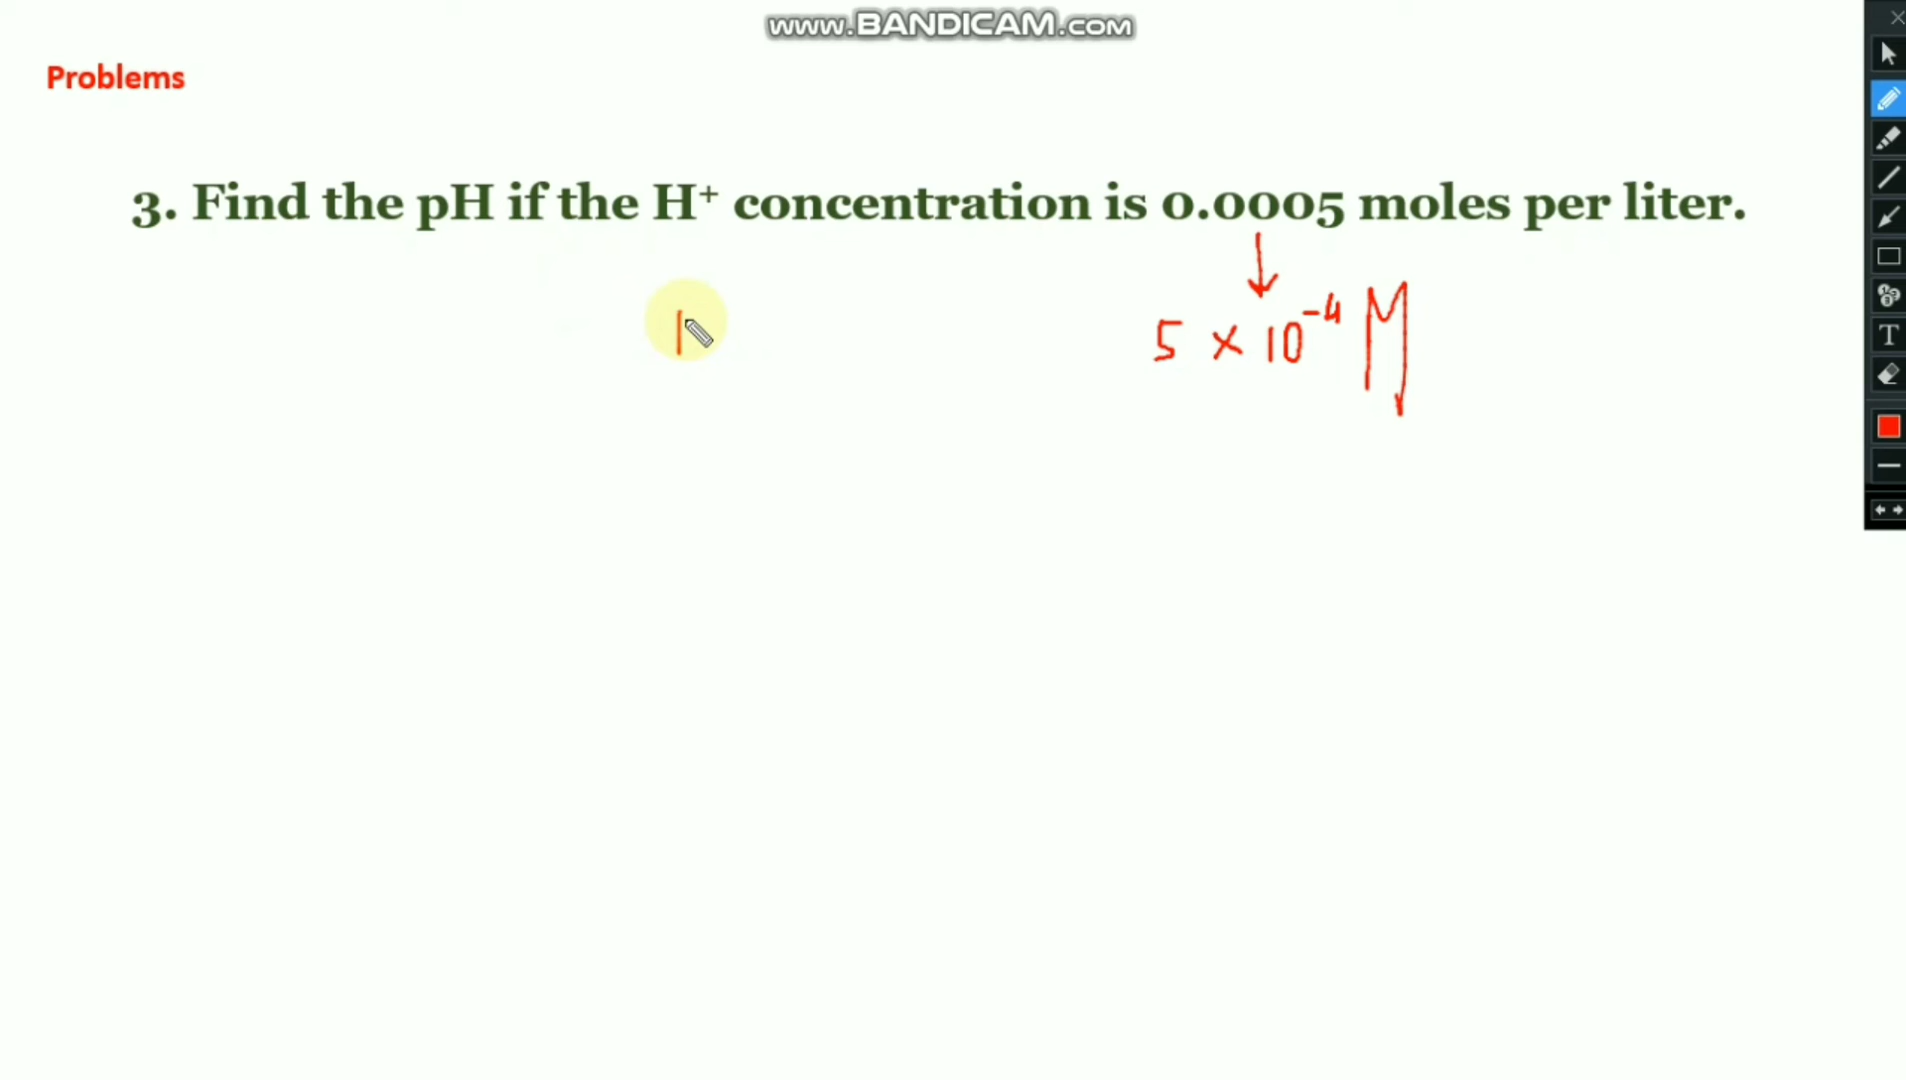 www.BANDICAM.com
Problems
3. Find the pH if the H⁺ concentration is 0.0005 moles per liter.
5 × 10⁻⁴ M
T